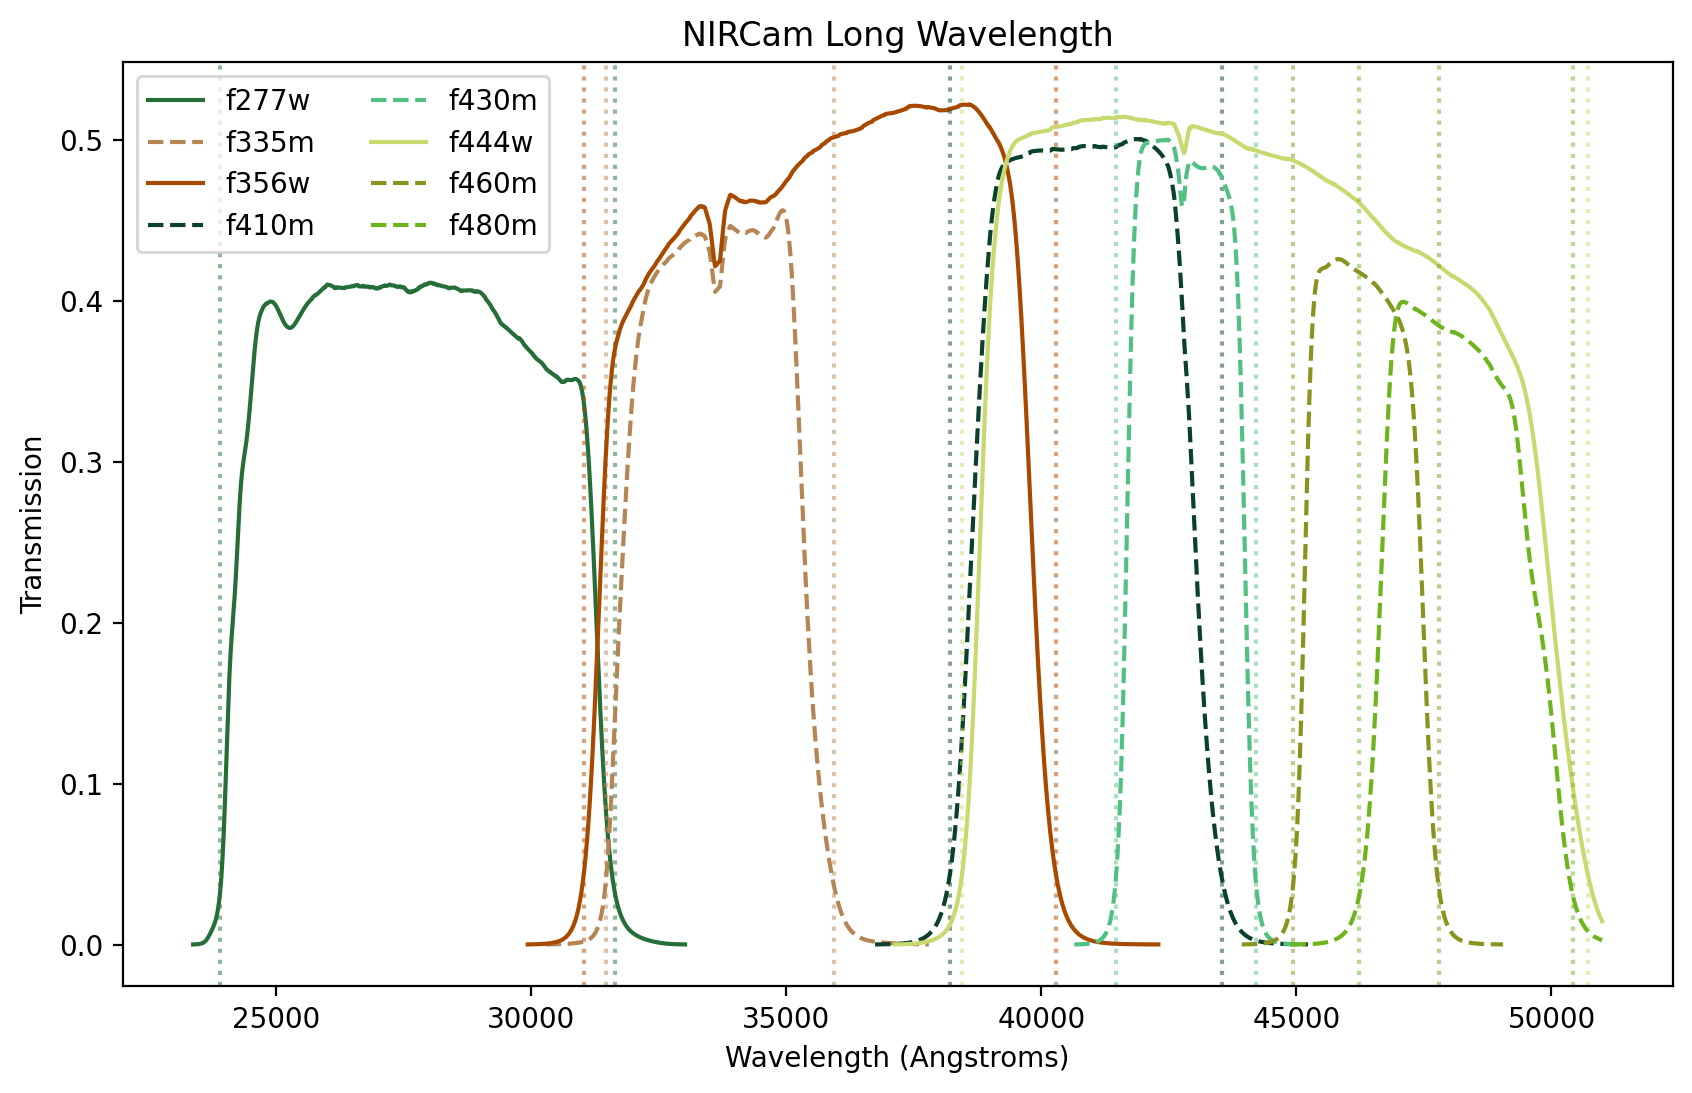 NIRCam Long Wavelength
f277w
f335m
f356w
f410m
f430m
f444w
f460m
f480m
Transmission
0.5
0.4
0.3
0.2
0.1
0.0
25000 30000 35000 40000 45000 50000
Wavelength (Angstroms)